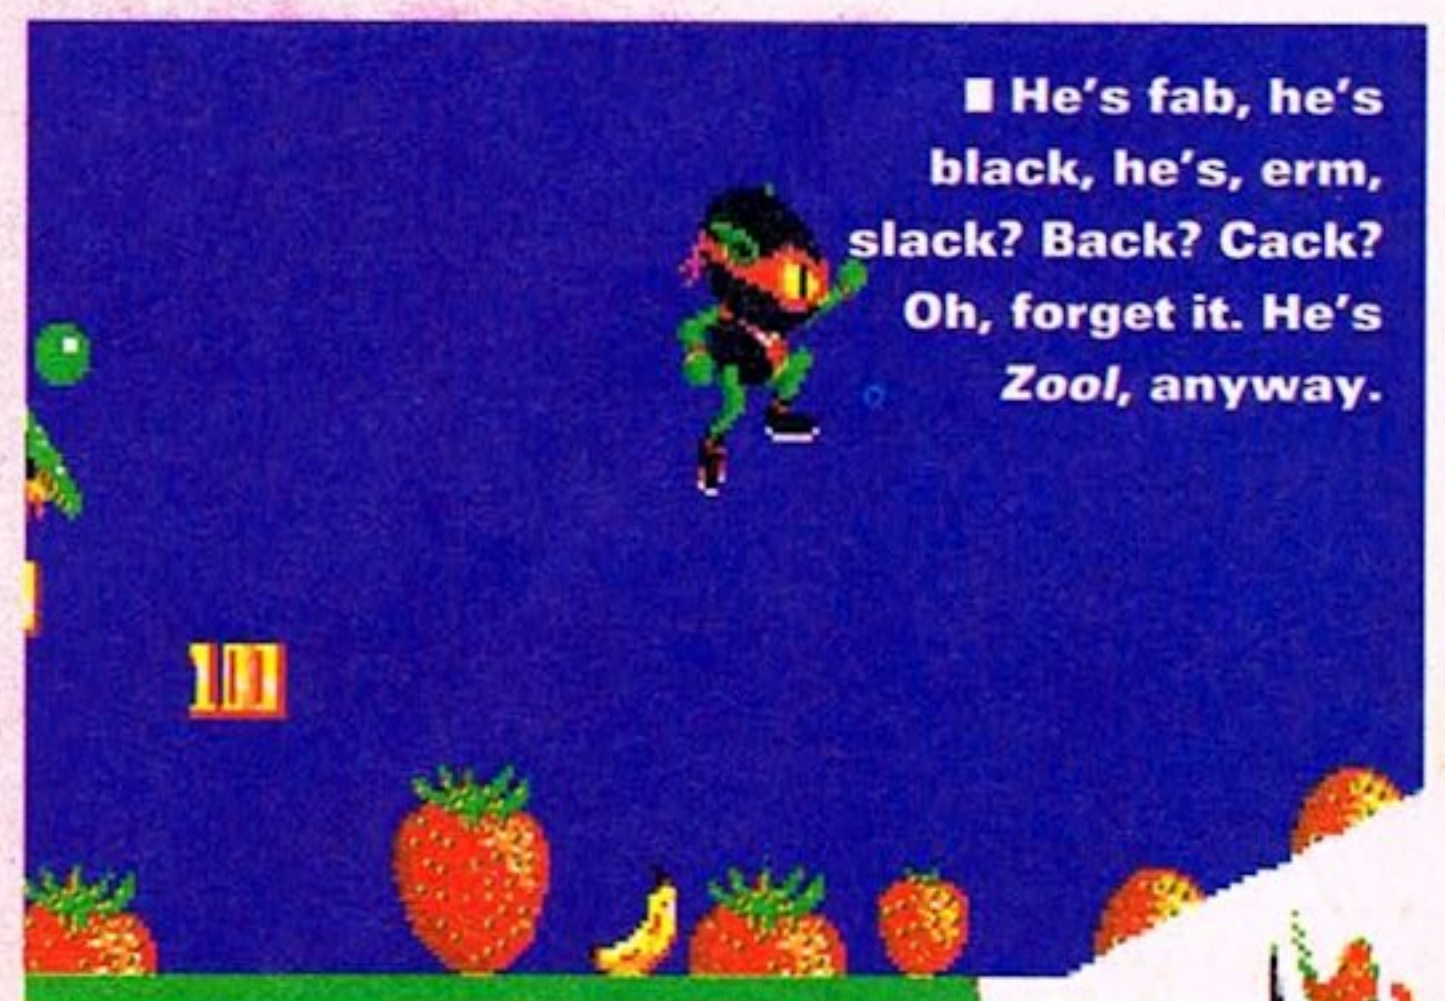 ■ He's fab, he's
black, he's, erm,
slack? Back? Cack?
Oh, forget it. He's
Zool, anyway.